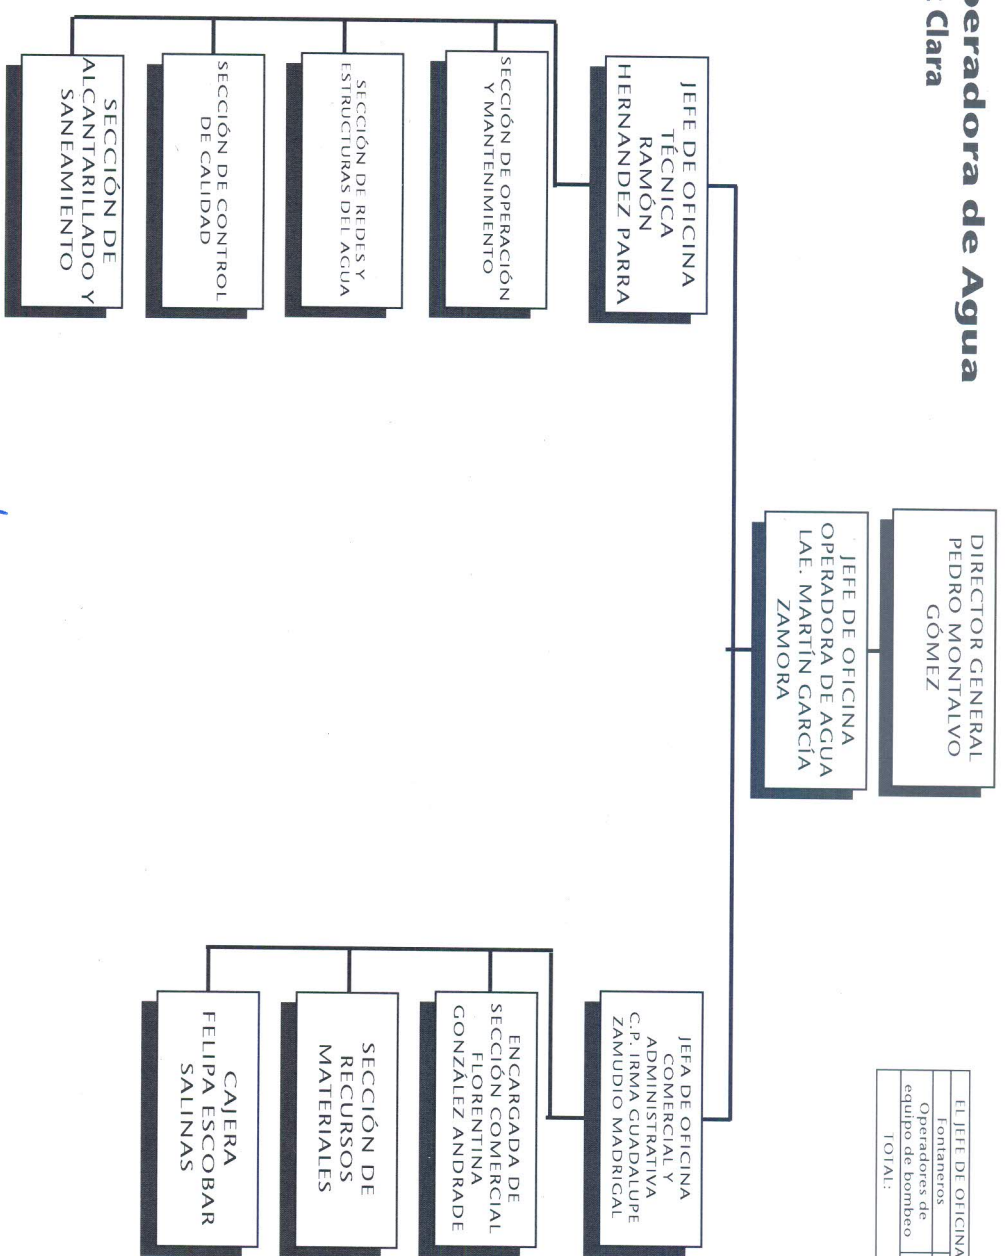 peradora de Agua
Clara
DIRECTOR GENERAL
PEDRO MONTALVO
GÓMEZ
JEFE DE OFICINA
OPERADORA DE AGUA
LAE. MARTÍN GARCÍA
ZAMORA
EL JEFE DE OFICINA
Fontaneros
Operadores de
equipo de bombeo
TOTAL:
JEFE DE OFICINA
TÉCNICA
RAMÓN
HERNANDEZ PARRA
SECCIÓN DE OPERACIÓN
Y MANTENIMIENTO
SECCIÓN DE REDES Y
ESTRUCTURAS DEL AGUA
SECCIÓN DE CONTROL
DE CALIDAD
SECCIÓN DE
ALCANTARILLADO Y
SANEAMIENTO
JEFA DE OFICINA
COMERCIAL Y
ADMINISTRATIVA
C.P. IRMA GUADALUPE
ZAMUDIO MADRIGAL
ENCARGADA DE
SECCIÓN COMERCIAL
FLORENTINA
GONZÁLEZ ANDRADE
SECCIÓN DE
RECURSOS
MATERIALES
CAJERA
FELIPA ESCOBAR
SALINAS